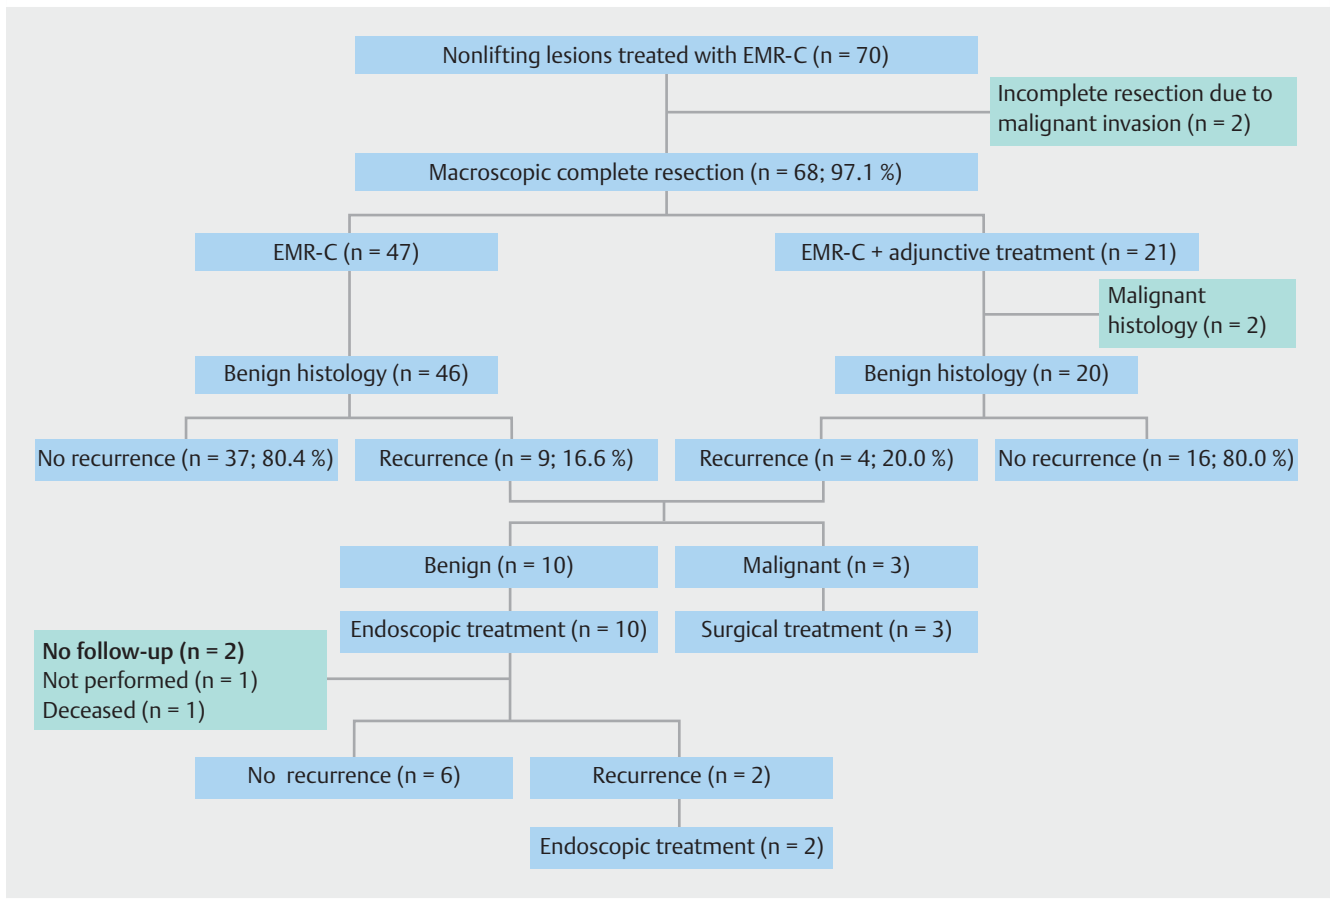 Nonlifting lesions treated with EMR-C (n = 70)
Incomplete resection due to
malignant invasion (n = 2)
Macroscopic complete resection (n = 68; 97.1 %)
EMR-C (n = 47)
EMR-C + adjunctive treatment (n = 21)
Malignant
histology (n = 2)
Benign histology (n = 46)
Benign histology (n = 20)
No recurrence (n = 37; 80.4 %)
Recurrence (n = 9; 16.6 %)
Recurrence (n = 4; 20.0 %)
No recurrence (n = 16; 80.0 %)
Benign (n = 10)
Malignant (n = 3)
Endoscopic treatment (n = 10)
Surgical treatment (n = 3)
No follow-up (n = 2)
Not performed (n = 1)
Deceased (n = 1)
No recurrence (n = 6)
Recurrence (n = 2)
Endoscopic treatment (n = 2)